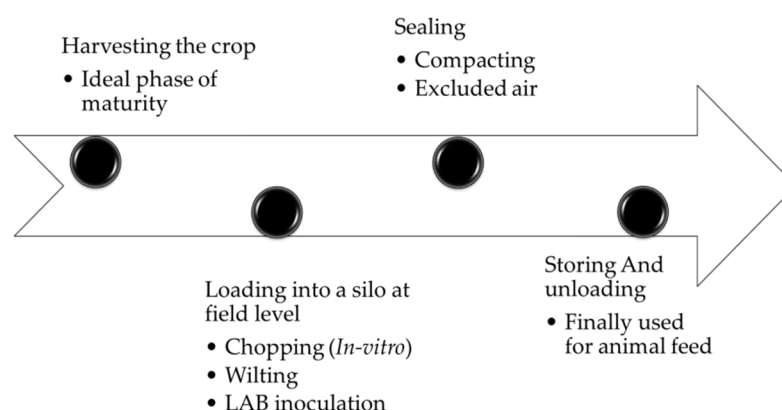 Harvesting the crop
• Ideal phase of
maturity
Loading into a silo at
field level
• Chopping (In-vitro)
• Wilting
• LAB inoculation
Sealing
• Compacting
• Excluded air
Storing And
unloading
• Finally used
for animal feed